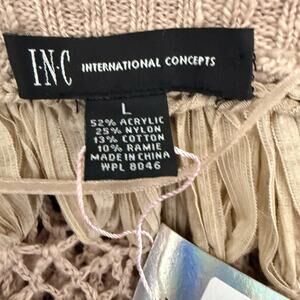 I·N·C INTERNATIONAL CONCEPTS
L
52% ACRYLIC
25% NYLON
13% COTTON
10% RAMIE
MADE IN CHINA
WPL 8046